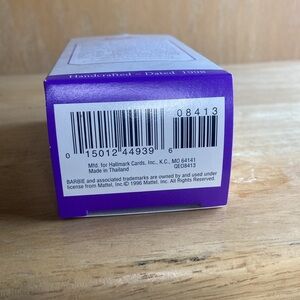 Handcrafted – Dated 1998
08413
0 15012 44939 6
Mfd. for Hallmark Cards, Inc., K.C., MO 64141
Made in Thailand QEO8413
BARBIE and associated trademarks are owned by and used under
license from Mattel, Inc. © 1996 Mattel, Inc. All Rights Reserved.